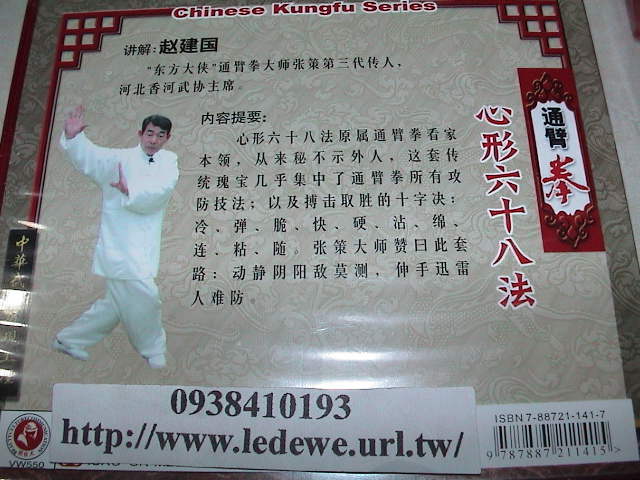 Chinese Kungfu Series
讲解:赵建国
“东方大侠”通臂拳大师张策第三代传人,
河北香河武协主席。
内容提要:
心形六十八法原属通臂拳看家
本领,从来秘不示外人,这套传
统瑰宝几乎集中了通臂拳所有攻
防技法;以及搏击取胜的十字决:
冷、弹、脆、快、硬、沾、绵、
连、粘、随。张策大师赞曰此套
路:动静阴阳敌莫测,伸手迅雷
人难防。
通臂拳
心形六十八法
中華武
0938410193
http://www.ledewe.url.tw/
ISBN 7-88721-141-7
9 787887 211415 >
VW550